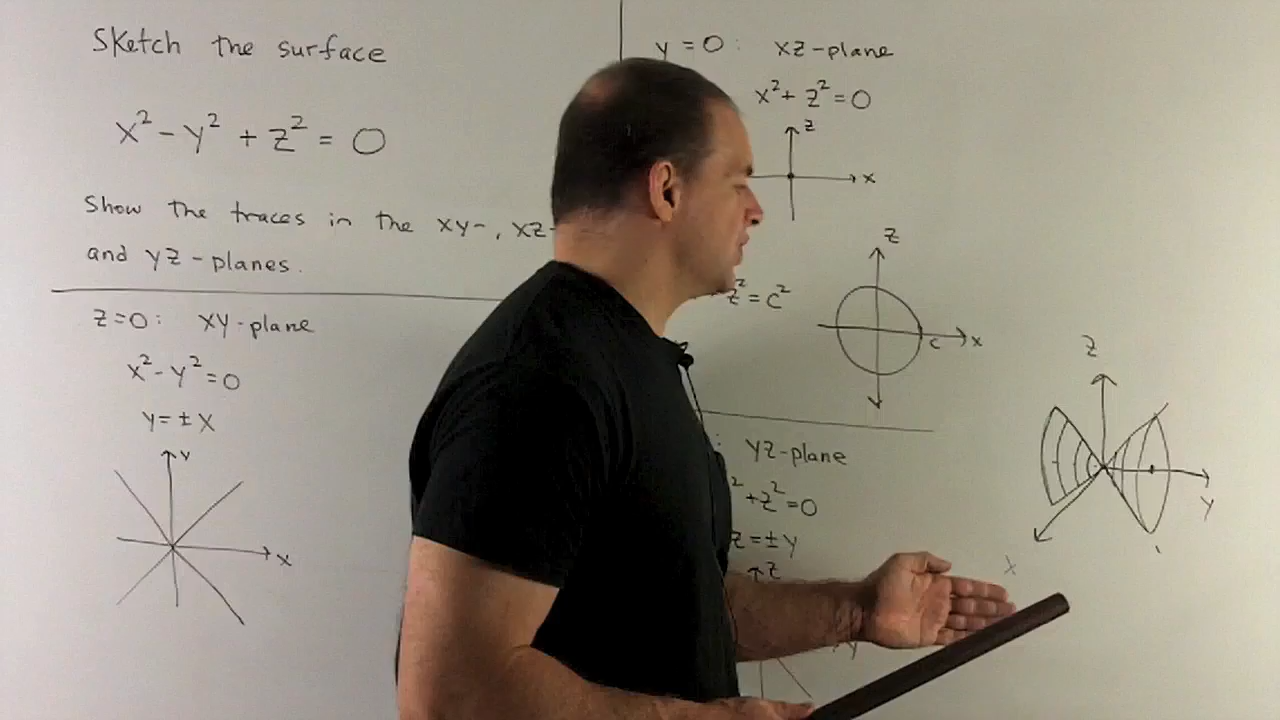 Sketch the surface
x² - y² + z² = 0
Show the traces in the xy-, xz-
and yz-planes.
z=0: xy-plane
x² - y² = 0
y = ± x
y
x
y = 0: xz-plane
x² + z² = 0
z
x
z² = c²
z
c
x
: yz-plane
² + z² = 0
z = ± y
z
y
z
y
x